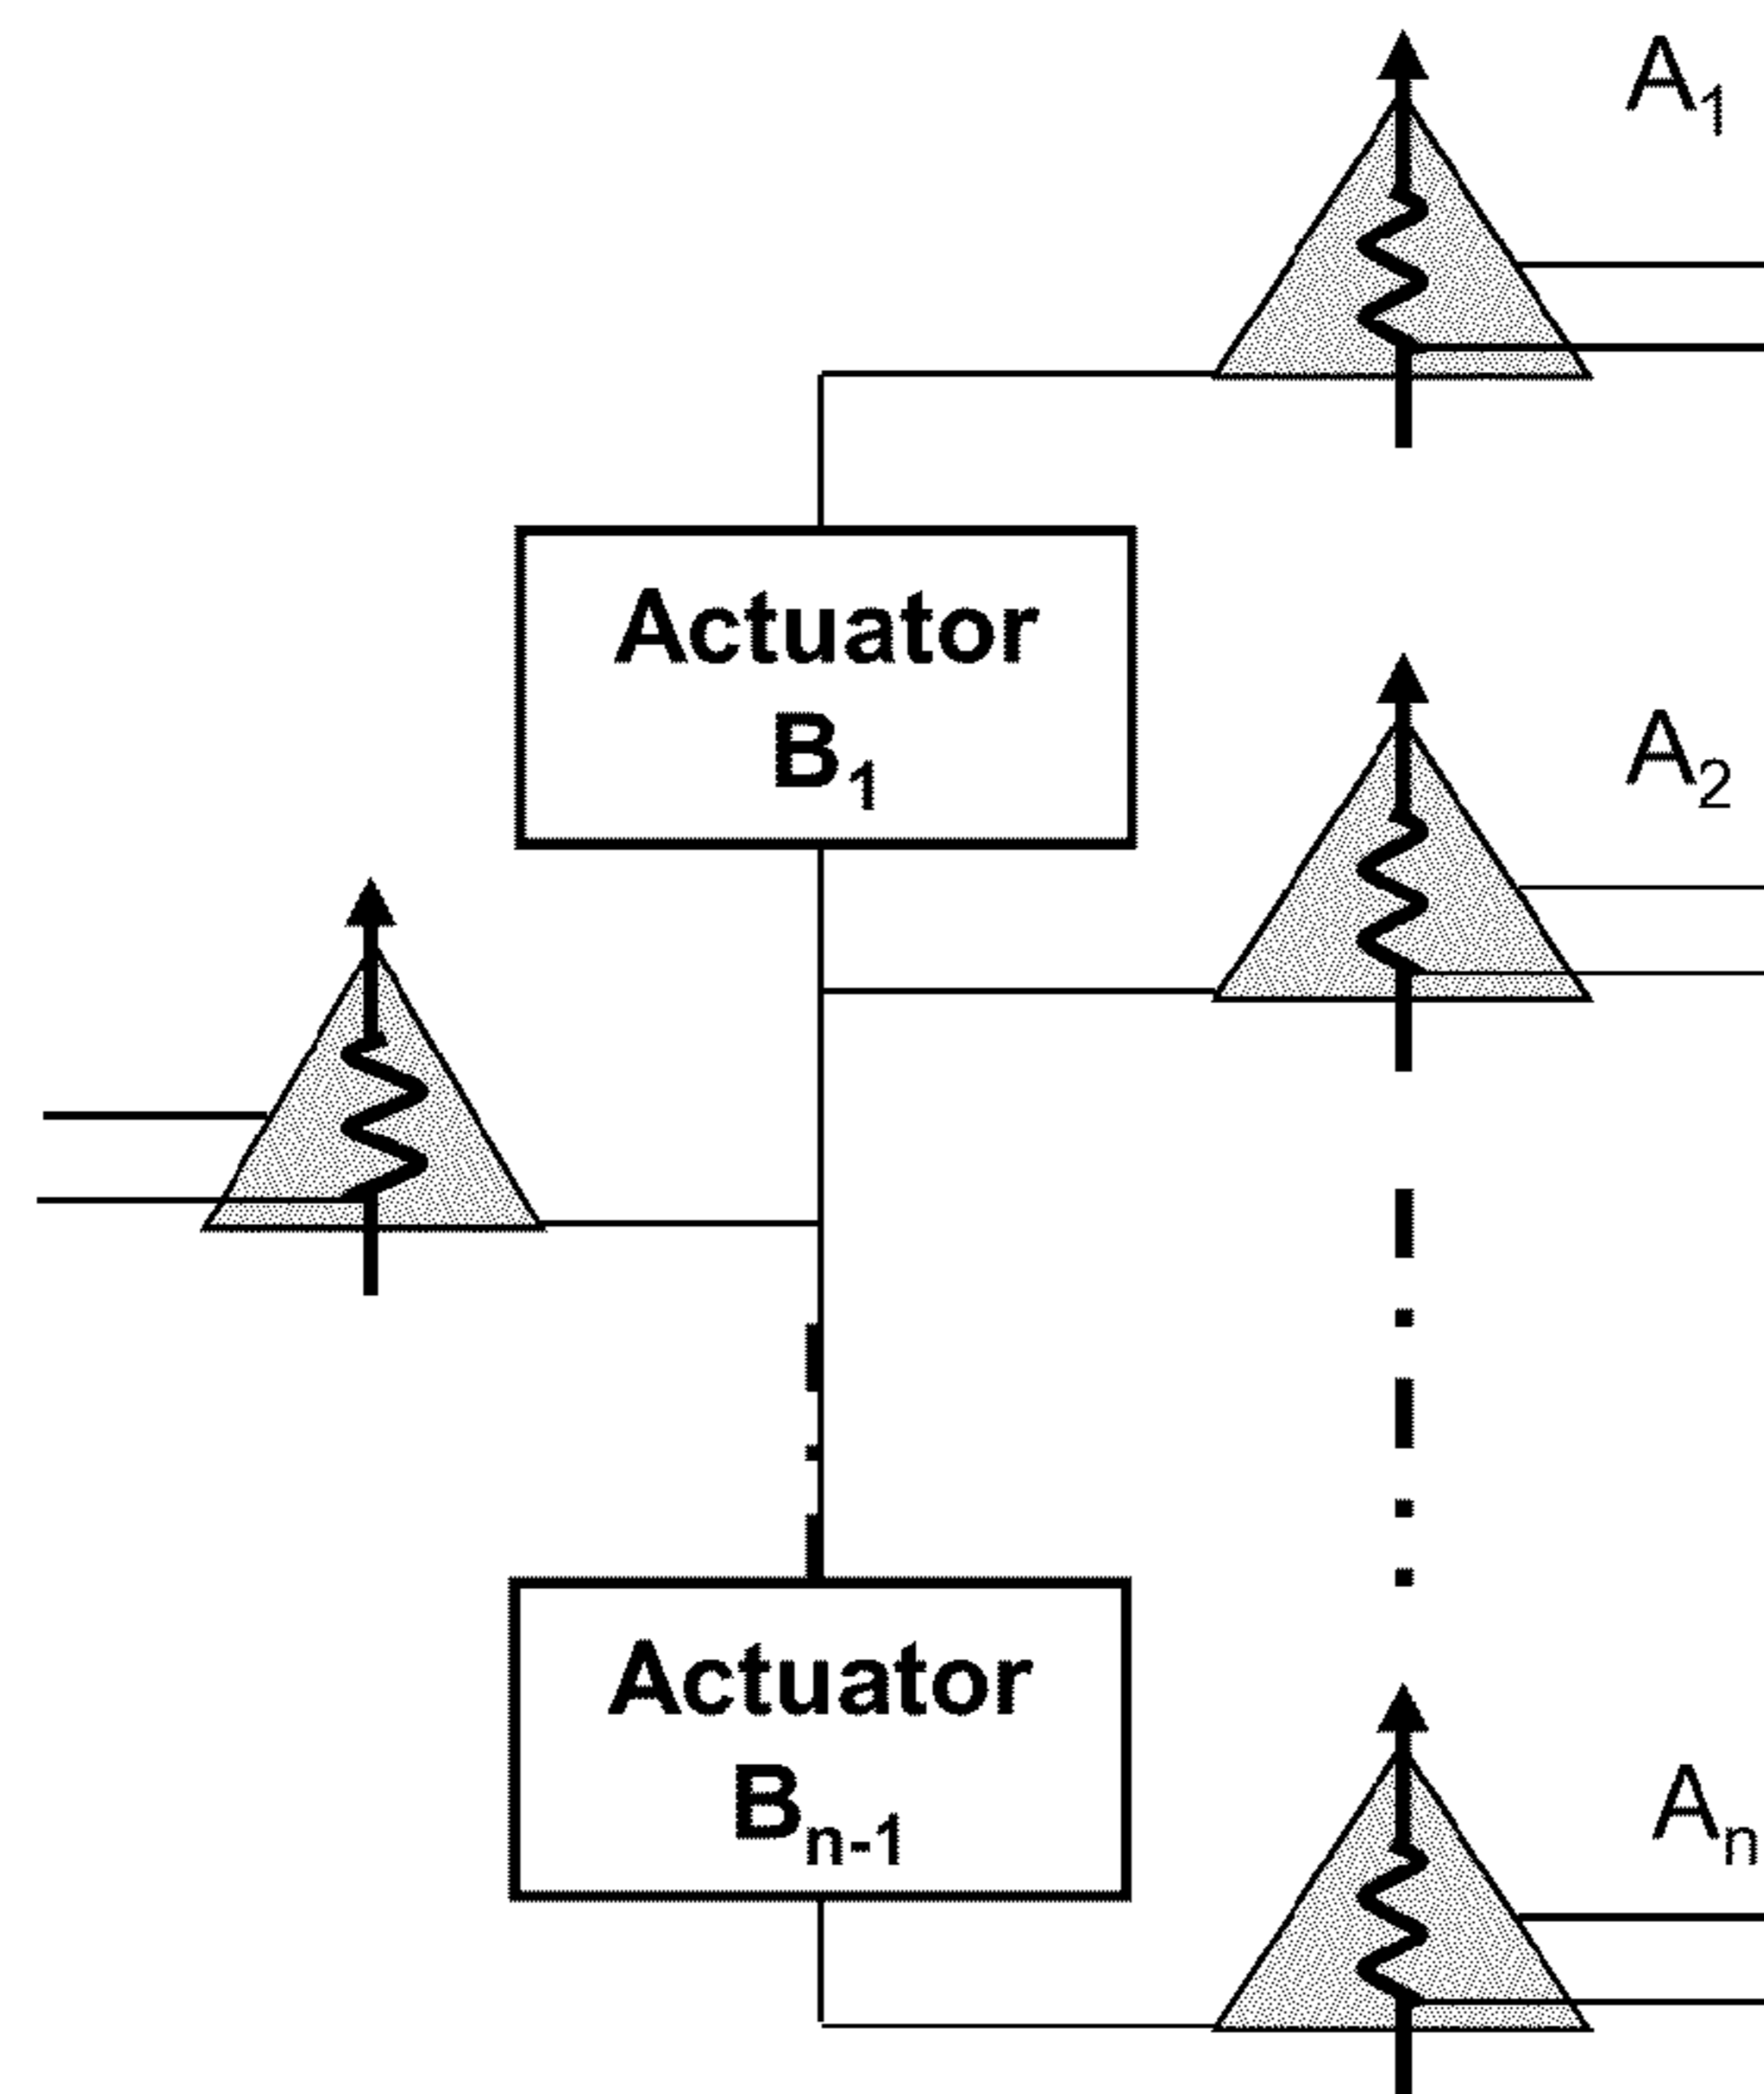 A₁
Actuator
B₁
A₂
Actuator
Bₙ₋₁
Aₙ